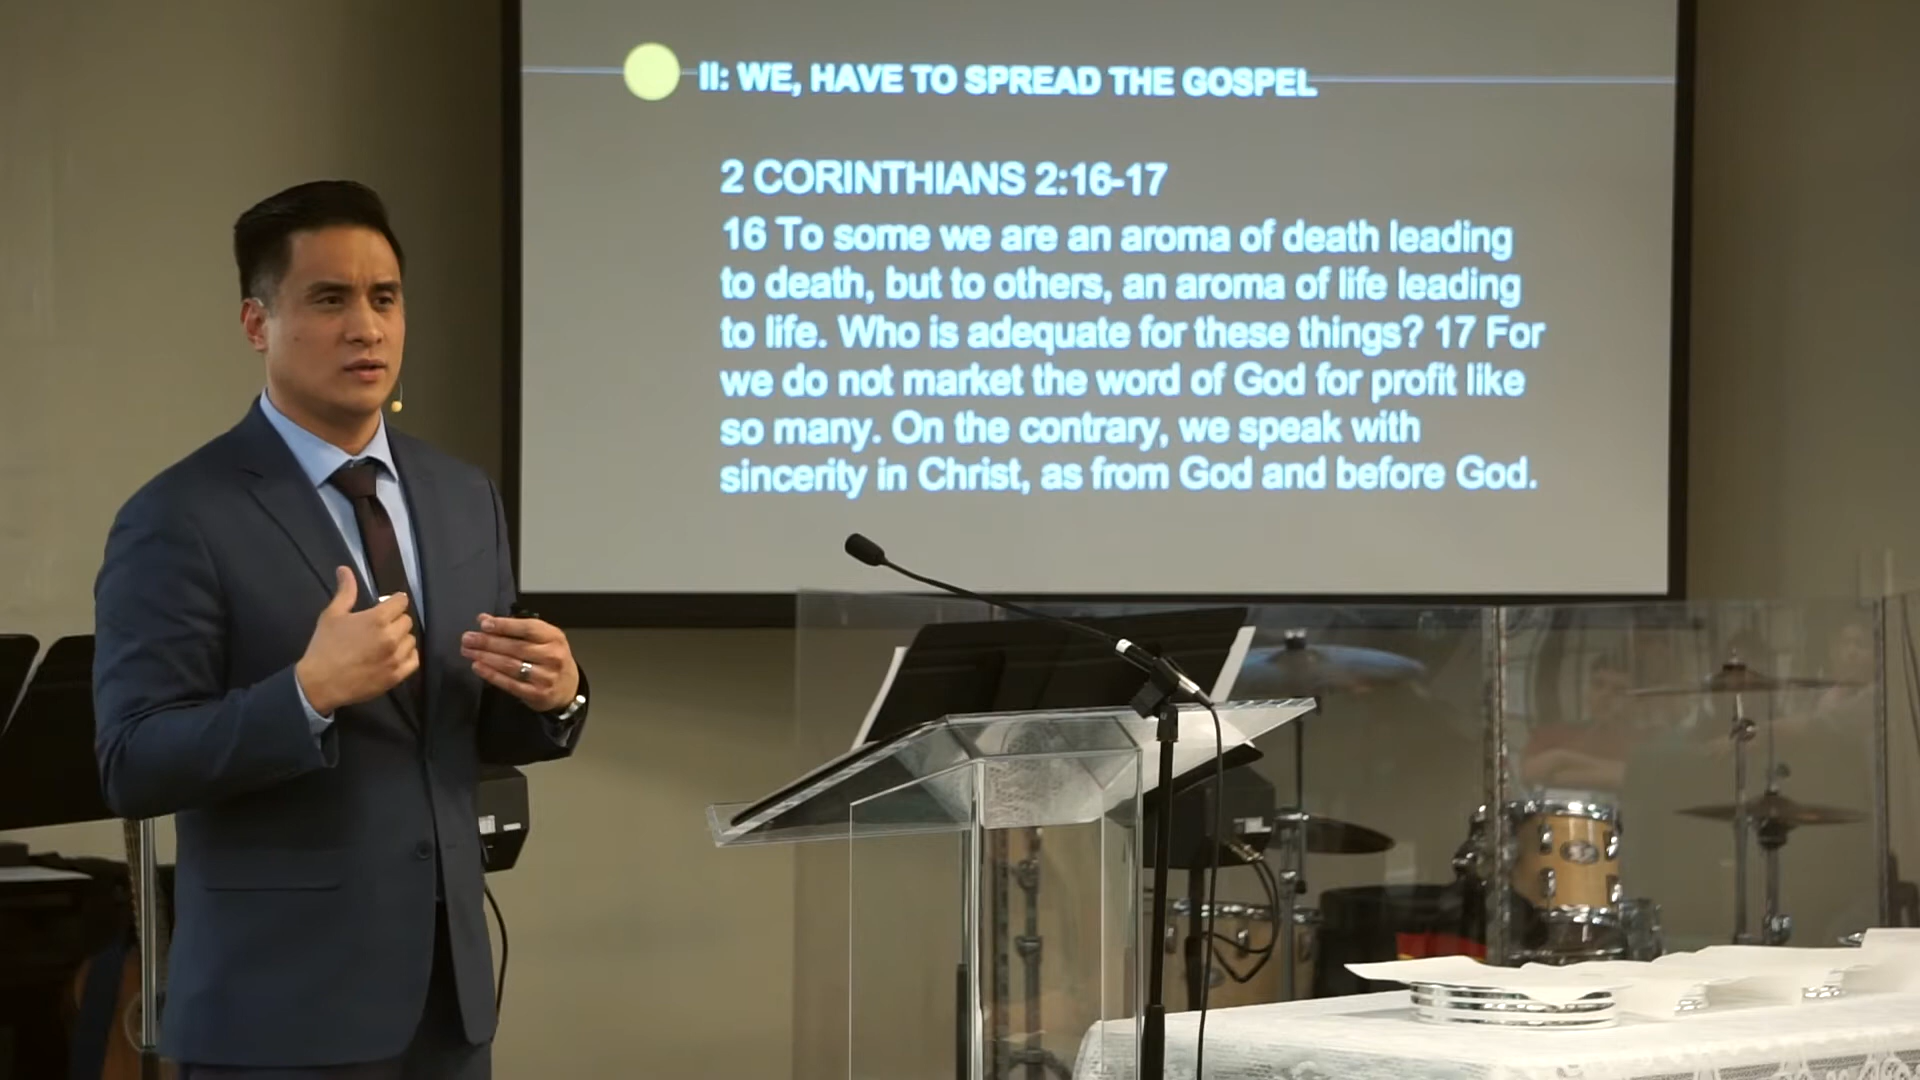 II: WE, HAVE TO SPREAD THE GOSPEL
2 CORINTHIANS 2:16-17
16 To some we are an aroma of death leading
to death, but to others, an aroma of life leading
to life. Who is adequate for these things? 17 For
we do not market the word of God for profit like
so many. On the contrary, we speak with
sincerity in Christ, as from God and before God.